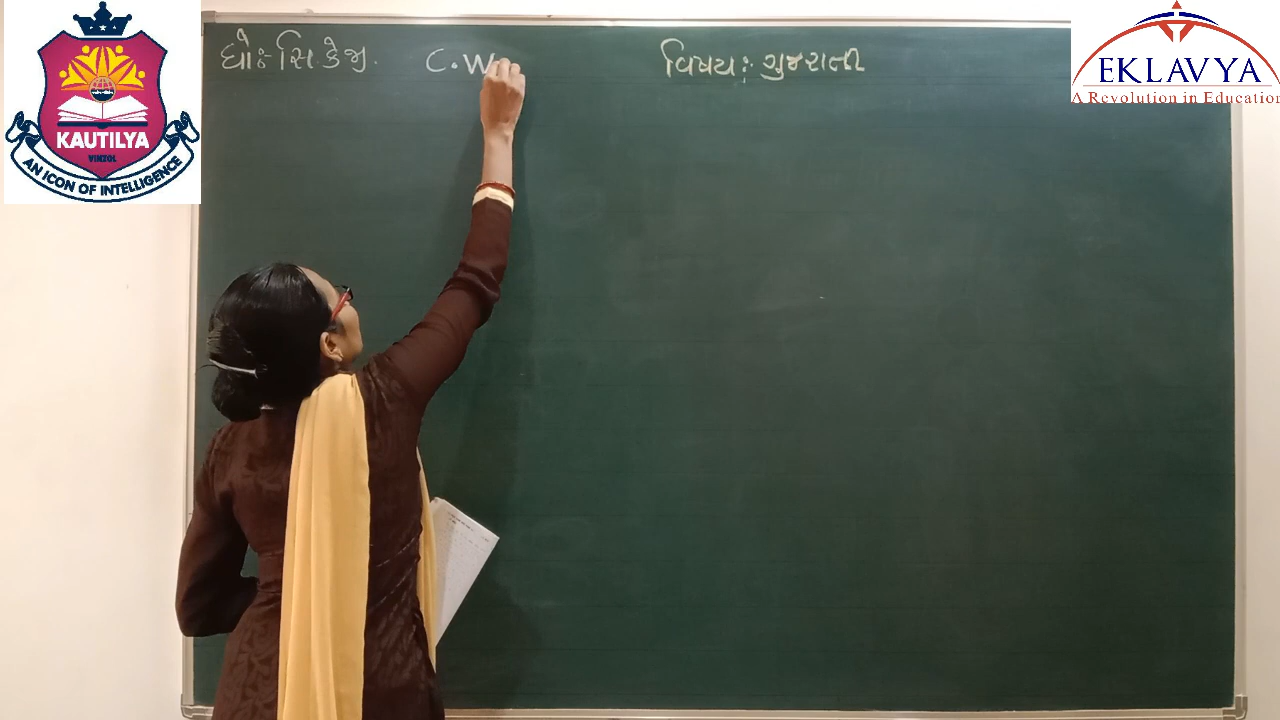 ધોº સિ.કેજી. C.W વિષય : ગુજરાતી
KAUTILYA
VINZOL
AN ICON OF INTELLIGENCE
EKLAVYA
A Revolution in Education